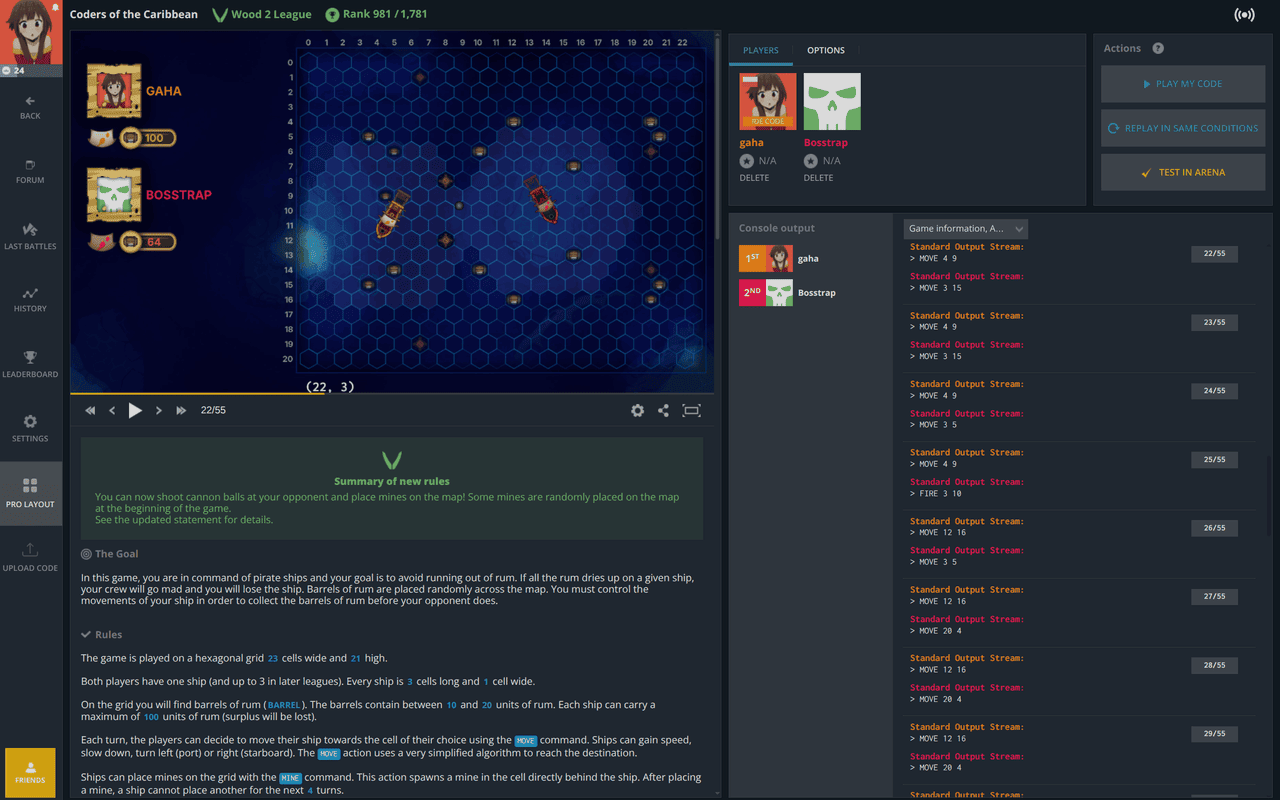 Coders of the Caribbean
Wood 2 League
Rank 981 / 1,781
24
BACK
FORUM
LAST BATTLES
HISTORY
LEADERBOARD
SETTINGS
PRO LAYOUT
UPLOAD CODE
FRIENDS
0 1 2 3 4 5 6 7 8 9 10 11 12 13 14 15 16 17 18 19 20 21 22
0
1
2
3
4
5
6
7
8
9
10
11
12
13
14
15
16
17
18
19
20
GAHA
100
BOSSTRAP
64
(22, 3)
22/55
Summary of new rules
You can now shoot cannon balls at your opponent and place mines on the map! Some mines are randomly placed on the map
at the beginning of the game.
See the updated statement for details.
The Goal
In this game, you are in command of pirate ships and your goal is to avoid running out of rum. If all the rum dries up on a given ship,
your crew will go mad and you will lose the ship. Barrels of rum are placed randomly across the map. You must control the
movements of your ship in order to collect the barrels of rum before your opponent does.
Rules
The game is played on a hexagonal grid 23 cells wide and 21 high.
Both players have one ship (and up to 3 in later leagues). Every ship is 3 cells long and 1 cell wide.
On the grid you will find barrels of rum (BARREL). The barrels contain between 10 and 20 units of rum. Each ship can carry a
maximum of 100 units of rum (surplus will be lost).
Each turn, the players can decide to move their ship towards the cell of their choice using the MOVE command. Ships can gain speed,
slow down, turn left (port) or right (starboard). The MOVE action uses a very simplified algorithm to reach the destination.
Ships can place mines on the grid with the MINE command. This action spawns a mine in the cell directly behind the ship. After placing
a mine, a ship cannot place another for the next 4 turns.
PLAYERS
OPTIONS
IDE CODE
gaha
N/A
DELETE
Bosstrap
N/A
DELETE
Actions ?
PLAY MY CODE
REPLAY IN SAME CONDITIONS
TEST IN ARENA
Console output
1ST gaha
2ND Bosstrap
Game information, A...
Standard Output Stream:
22/55
> MOVE 4 9
Standard Output Stream:
> MOVE 3 15
Standard Output Stream:
23/55
> MOVE 4 9
Standard Output Stream:
> MOVE 3 15
Standard Output Stream:
24/55
> MOVE 4 9
Standard Output Stream:
> MOVE 3 5
Standard Output Stream:
25/55
> MOVE 4 9
Standard Output Stream:
> FIRE 3 10
Standard Output Stream:
26/55
> MOVE 12 16
Standard Output Stream:
> MOVE 3 5
Standard Output Stream:
27/55
> MOVE 12 16
Standard Output Stream:
> MOVE 20 4
Standard Output Stream:
28/55
> MOVE 12 16
Standard Output Stream:
> MOVE 20 4
Standard Output Stream:
29/55
> MOVE 12 16
Standard Output Stream:
> MOVE 20 4
Standard Output Stream: